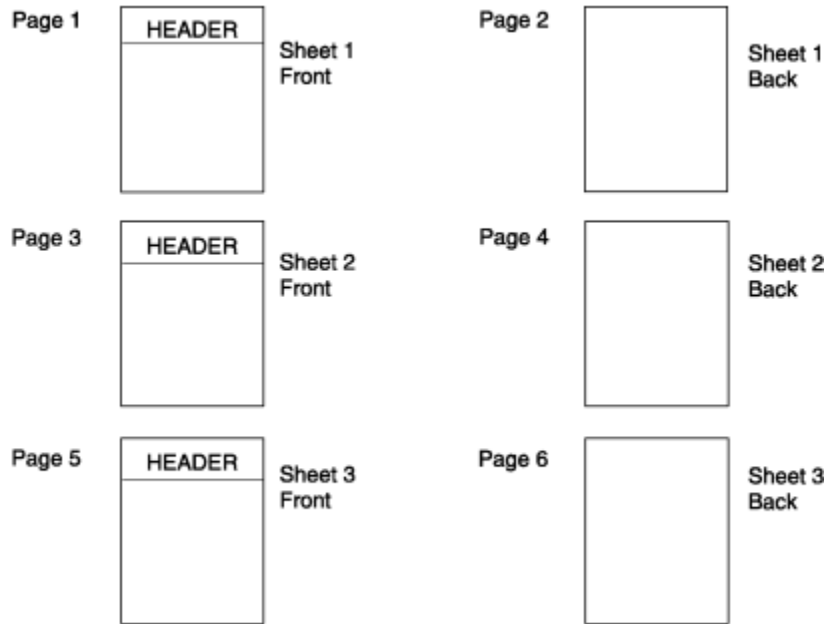 Page 1
HEADER
Sheet 1
Front
Page 2
Sheet 1
Back
Page 3
HEADER
Sheet 2
Front
Page 4
Sheet 2
Back
Page 5
HEADER
Sheet 3
Front
Page 6
Sheet 3
Back